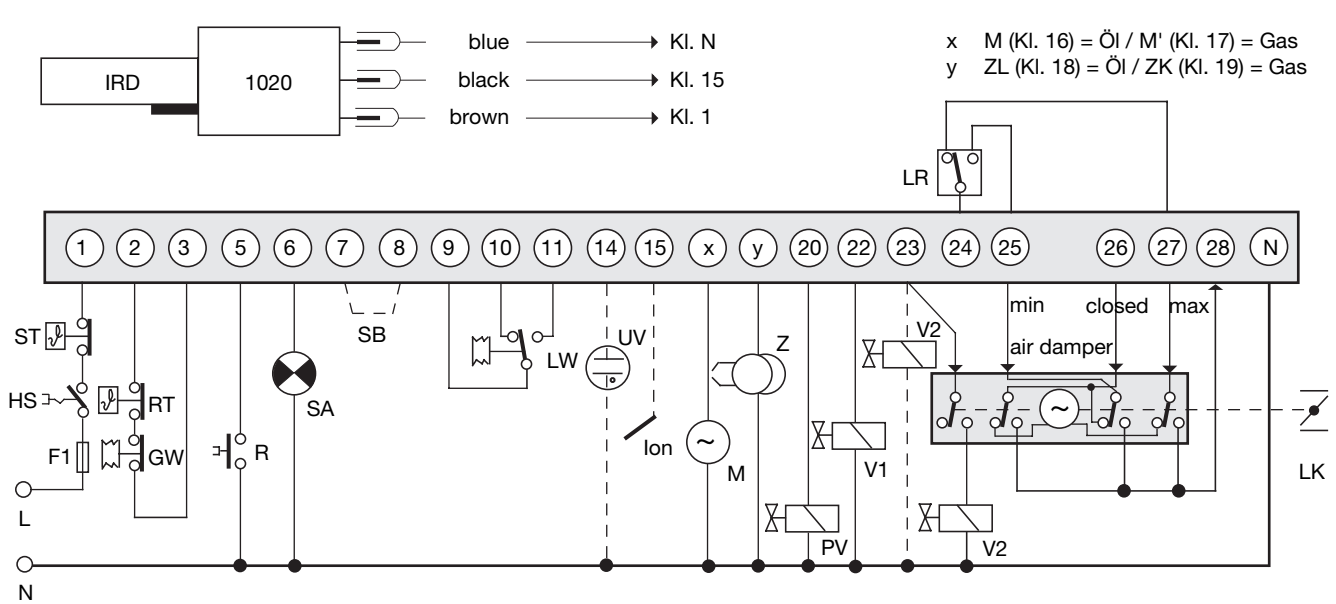 IRD 1020
blue Kl. N
black Kl. 15
brown Kl. 1
x M (Kl. 16) = Öl / M' (Kl. 17) = Gas
y ZL (Kl. 18) = Öl / ZK (Kl. 19) = Gas
LR
1 2 3 5 6 7 8 9 10 11 14 15 x y 20 22 23 24 25 26 27 28 N
min closed max
air damper
ST
SB
LW
UV
Z
V2
HS
RT
SA
~
F1
GW
R
Ion
~
M
V1
LK
L
PV
V2
N